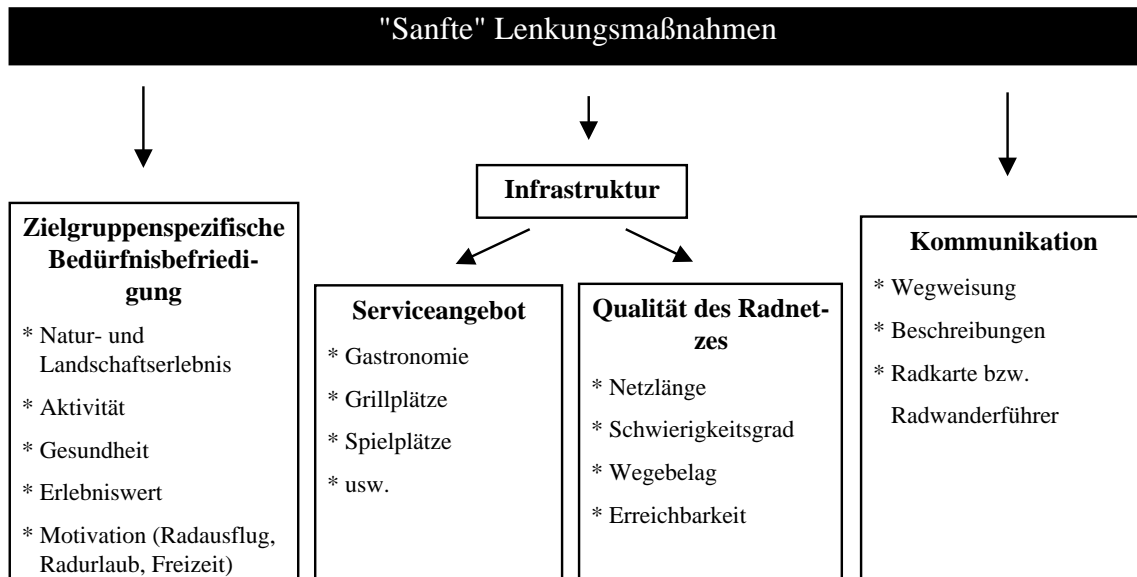 "Sanfte" Lenkungsmaßnahmen
Zielgruppenspezifische
Bedürfnisbefriedi-
gung
* Natur- und
Landschaftserlebnis
* Aktivität
* Gesundheit
* Erlebniswert
* Motivation (Radausflug,
Radurlaub, Freizeit)
Infrastruktur
Serviceangebot
* Gastronomie
* Grillplätze
* Spielplätze
* usw.
Qualität des Radnet-
zes
* Netzlänge
* Schwierigkeitsgrad
* Wegebelag
* Erreichbarkeit
Kommunikation
* Wegweisung
* Beschreibungen
* Radkarte bzw.
Radwanderführer